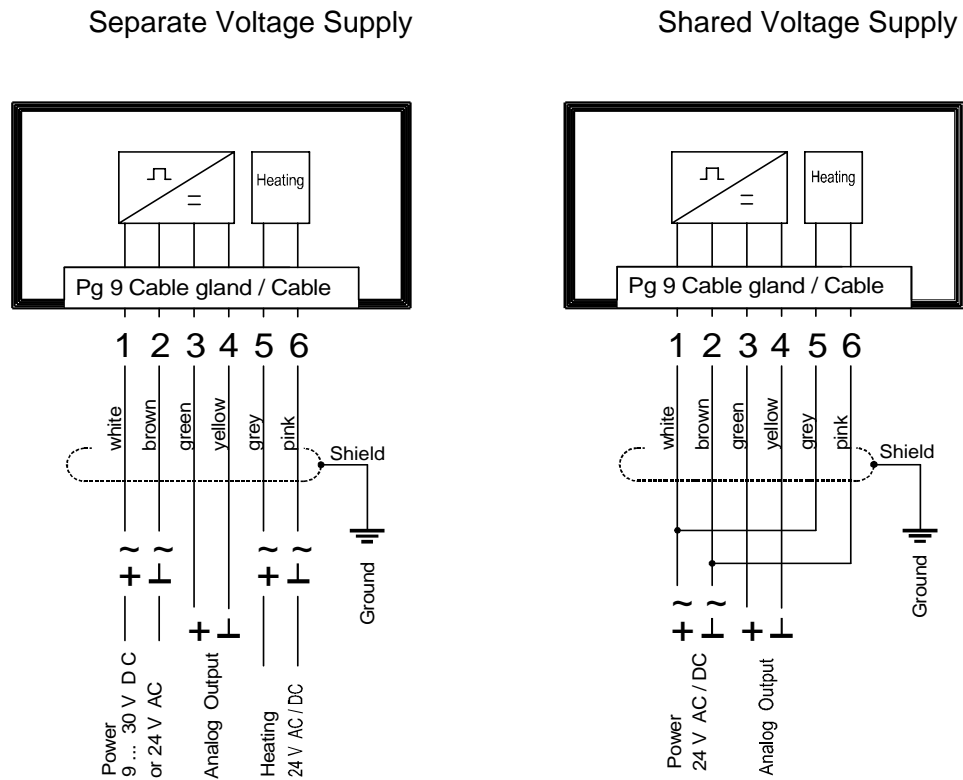 Separate Voltage Supply
Heating
Pg 9 Cable gland / Cable
1 2 3 4 5 6
white
brown
green
yellow
grey
pink
Shield
Ground
~ ~ ~ ~
+ ⊥ + ⊥
+ ⊥
Power
9 ... 30 V D C
or 24 V AC
Analog Output
Heating
24 V AC / DC
Shared Voltage Supply
Heating
Pg 9 Cable gland / Cable
1 2 3 4 5 6
white
brown
green
yellow
grey
pink
Shield
Ground
~ ~
+ ⊥ + ⊥
Power
24 V AC / DC
Analog Output